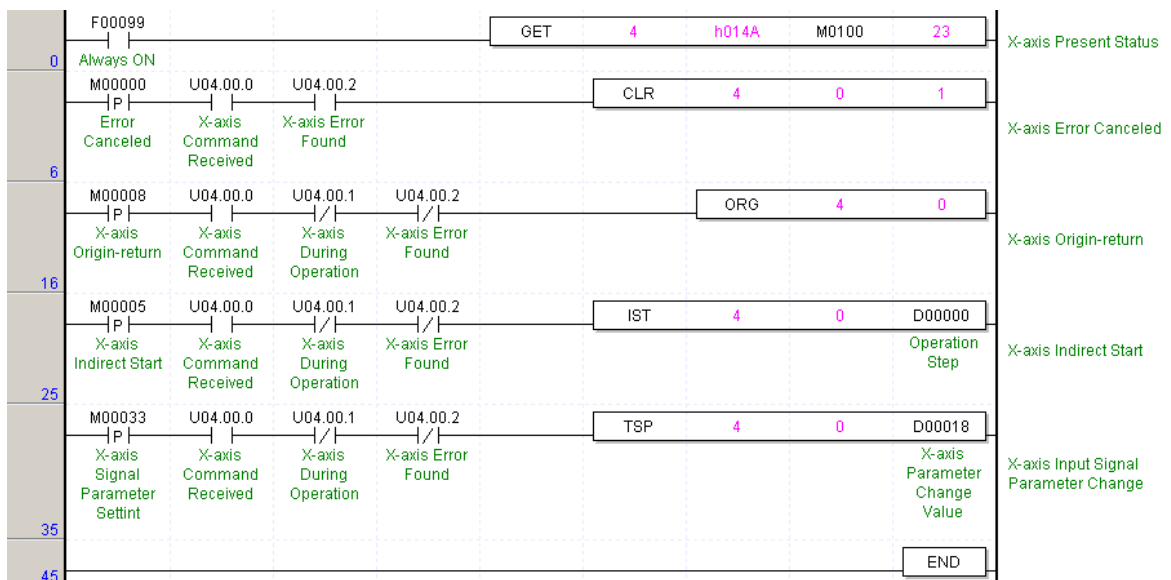 F00099
GET 4 h014A M0100 23
X-axis Present Status
0 Always ON
M00000 U04.00.0 U04.00.2
P
CLR 4 0 1
Error X-axis X-axis Error
Canceled Command Found
Received
X-axis Error Canceled
6
M00008 U04.00.0 U04.00.1 U04.00.2
P
ORG 4 0
X-axis X-axis X-axis X-axis Error
Origin-return Command During Found
Received Operation
X-axis Origin-return
16
M00005 U04.00.0 U04.00.1 U04.00.2
P
IST 4 0 D00000
X-axis X-axis X-axis X-axis Error Operation
Indirect Start Command During Found Step
Received Operation
X-axis Indirect Start
25
M00033 U04.00.0 U04.00.1 U04.00.2
P
TSP 4 0 D00018
X-axis X-axis X-axis X-axis Error X-axis
Signal Command During Found Parameter
Parameter Received Operation Change
Settint Value
X-axis Input Signal
Parameter Change
35
END
45